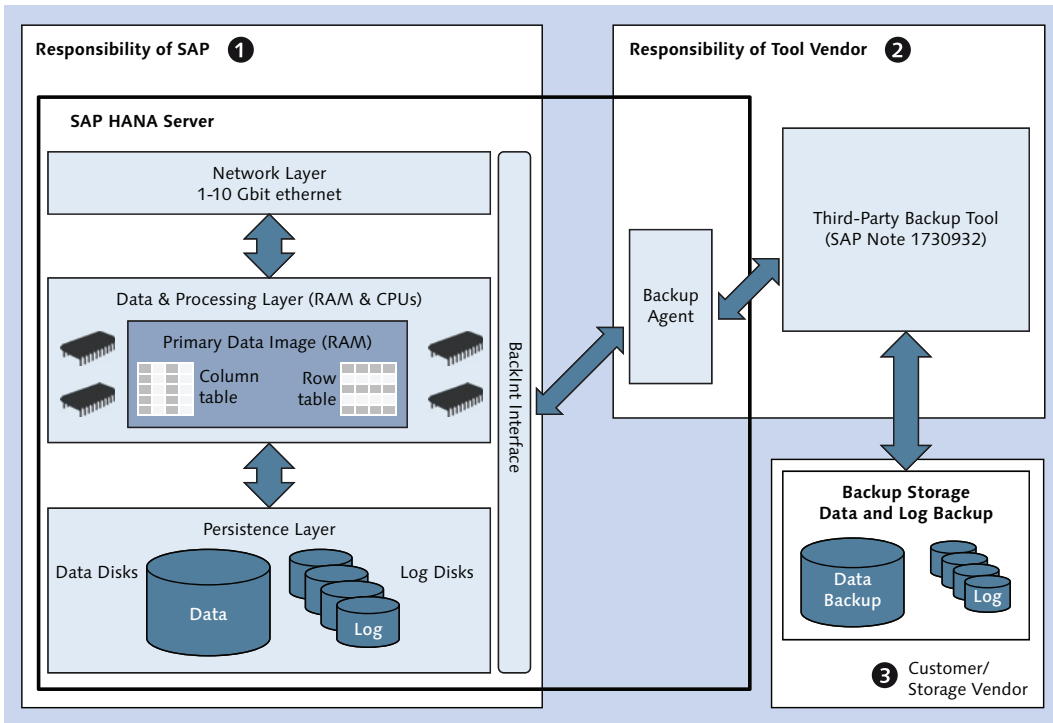 Responsibility of SAP 1
SAP HANA Server
Network Layer
1-10 Gbit ethernet
Data & Processing Layer (RAM & CPUs)
Primary Data Image (RAM)
Column
table
Row
table
Persistence Layer
Data Disks
Log Disks
Data
Log
BackInt Interface
Responsibility of Tool Vendor 2
Backup
Agent
Third-Party Backup Tool
(SAP Note 1730932)
Backup Storage
Data and Log Backup
Data
Backup
Log
3 Customer/
Storage Vendor